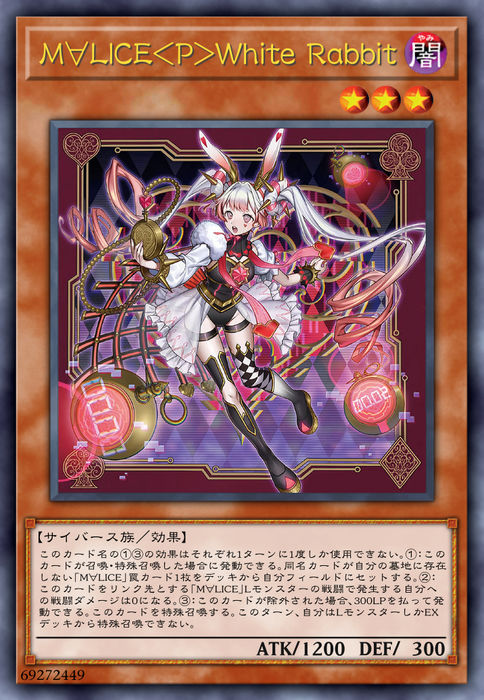 M∀LICE<P>White Rabbit
やみ
闇
00:02
【サイバース族/効果】
このカード名の①③の効果はそれぞれ1ターンに1度しか使用できない。①:この
カードが召喚・特殊召喚した場合に発動できる。同名カードが自分の墓地に存在
しない「M∀LICE」罠カード1枚をデッキから自分フィールドにセットする。②:
このカードをリンク先とする「M∀LICE」Lモンスターの戦闘で発生する自分へ
の戦闘ダメージは0になる。③:このカードが除外された場合、300LPを払って発
動できる。このカードを特殊召喚する。このターン、自分はLモンスターしかEX
デッキから特殊召喚できない。
ATK/1200 DEF/ 300
69272449